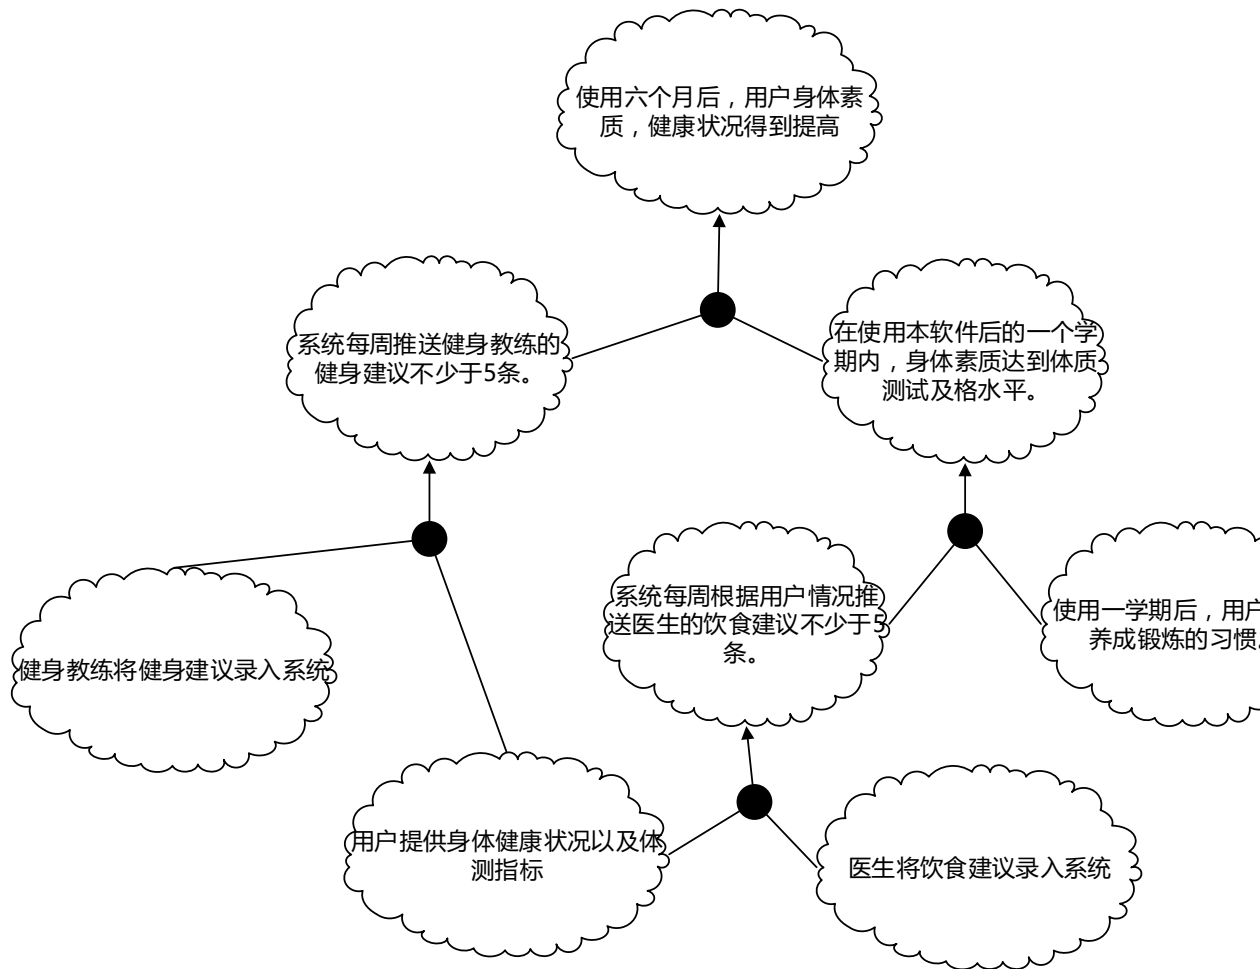 使用六个月后，用户身体素
质，健康状况得到提高
系统每周推送健身教练的
健身建议不少于5条。
在使用本软件后的一个学
期内，身体素质达到体质
测试及格水平。
系统每周根据用户情况推
送医生的饮食建议不少于5
条。
使用一学期后，用户
养成锻炼的习惯
健身教练将健身建议录入系统
用户提供身体健康状况以及体
测指标
医生将饮食建议录入系统